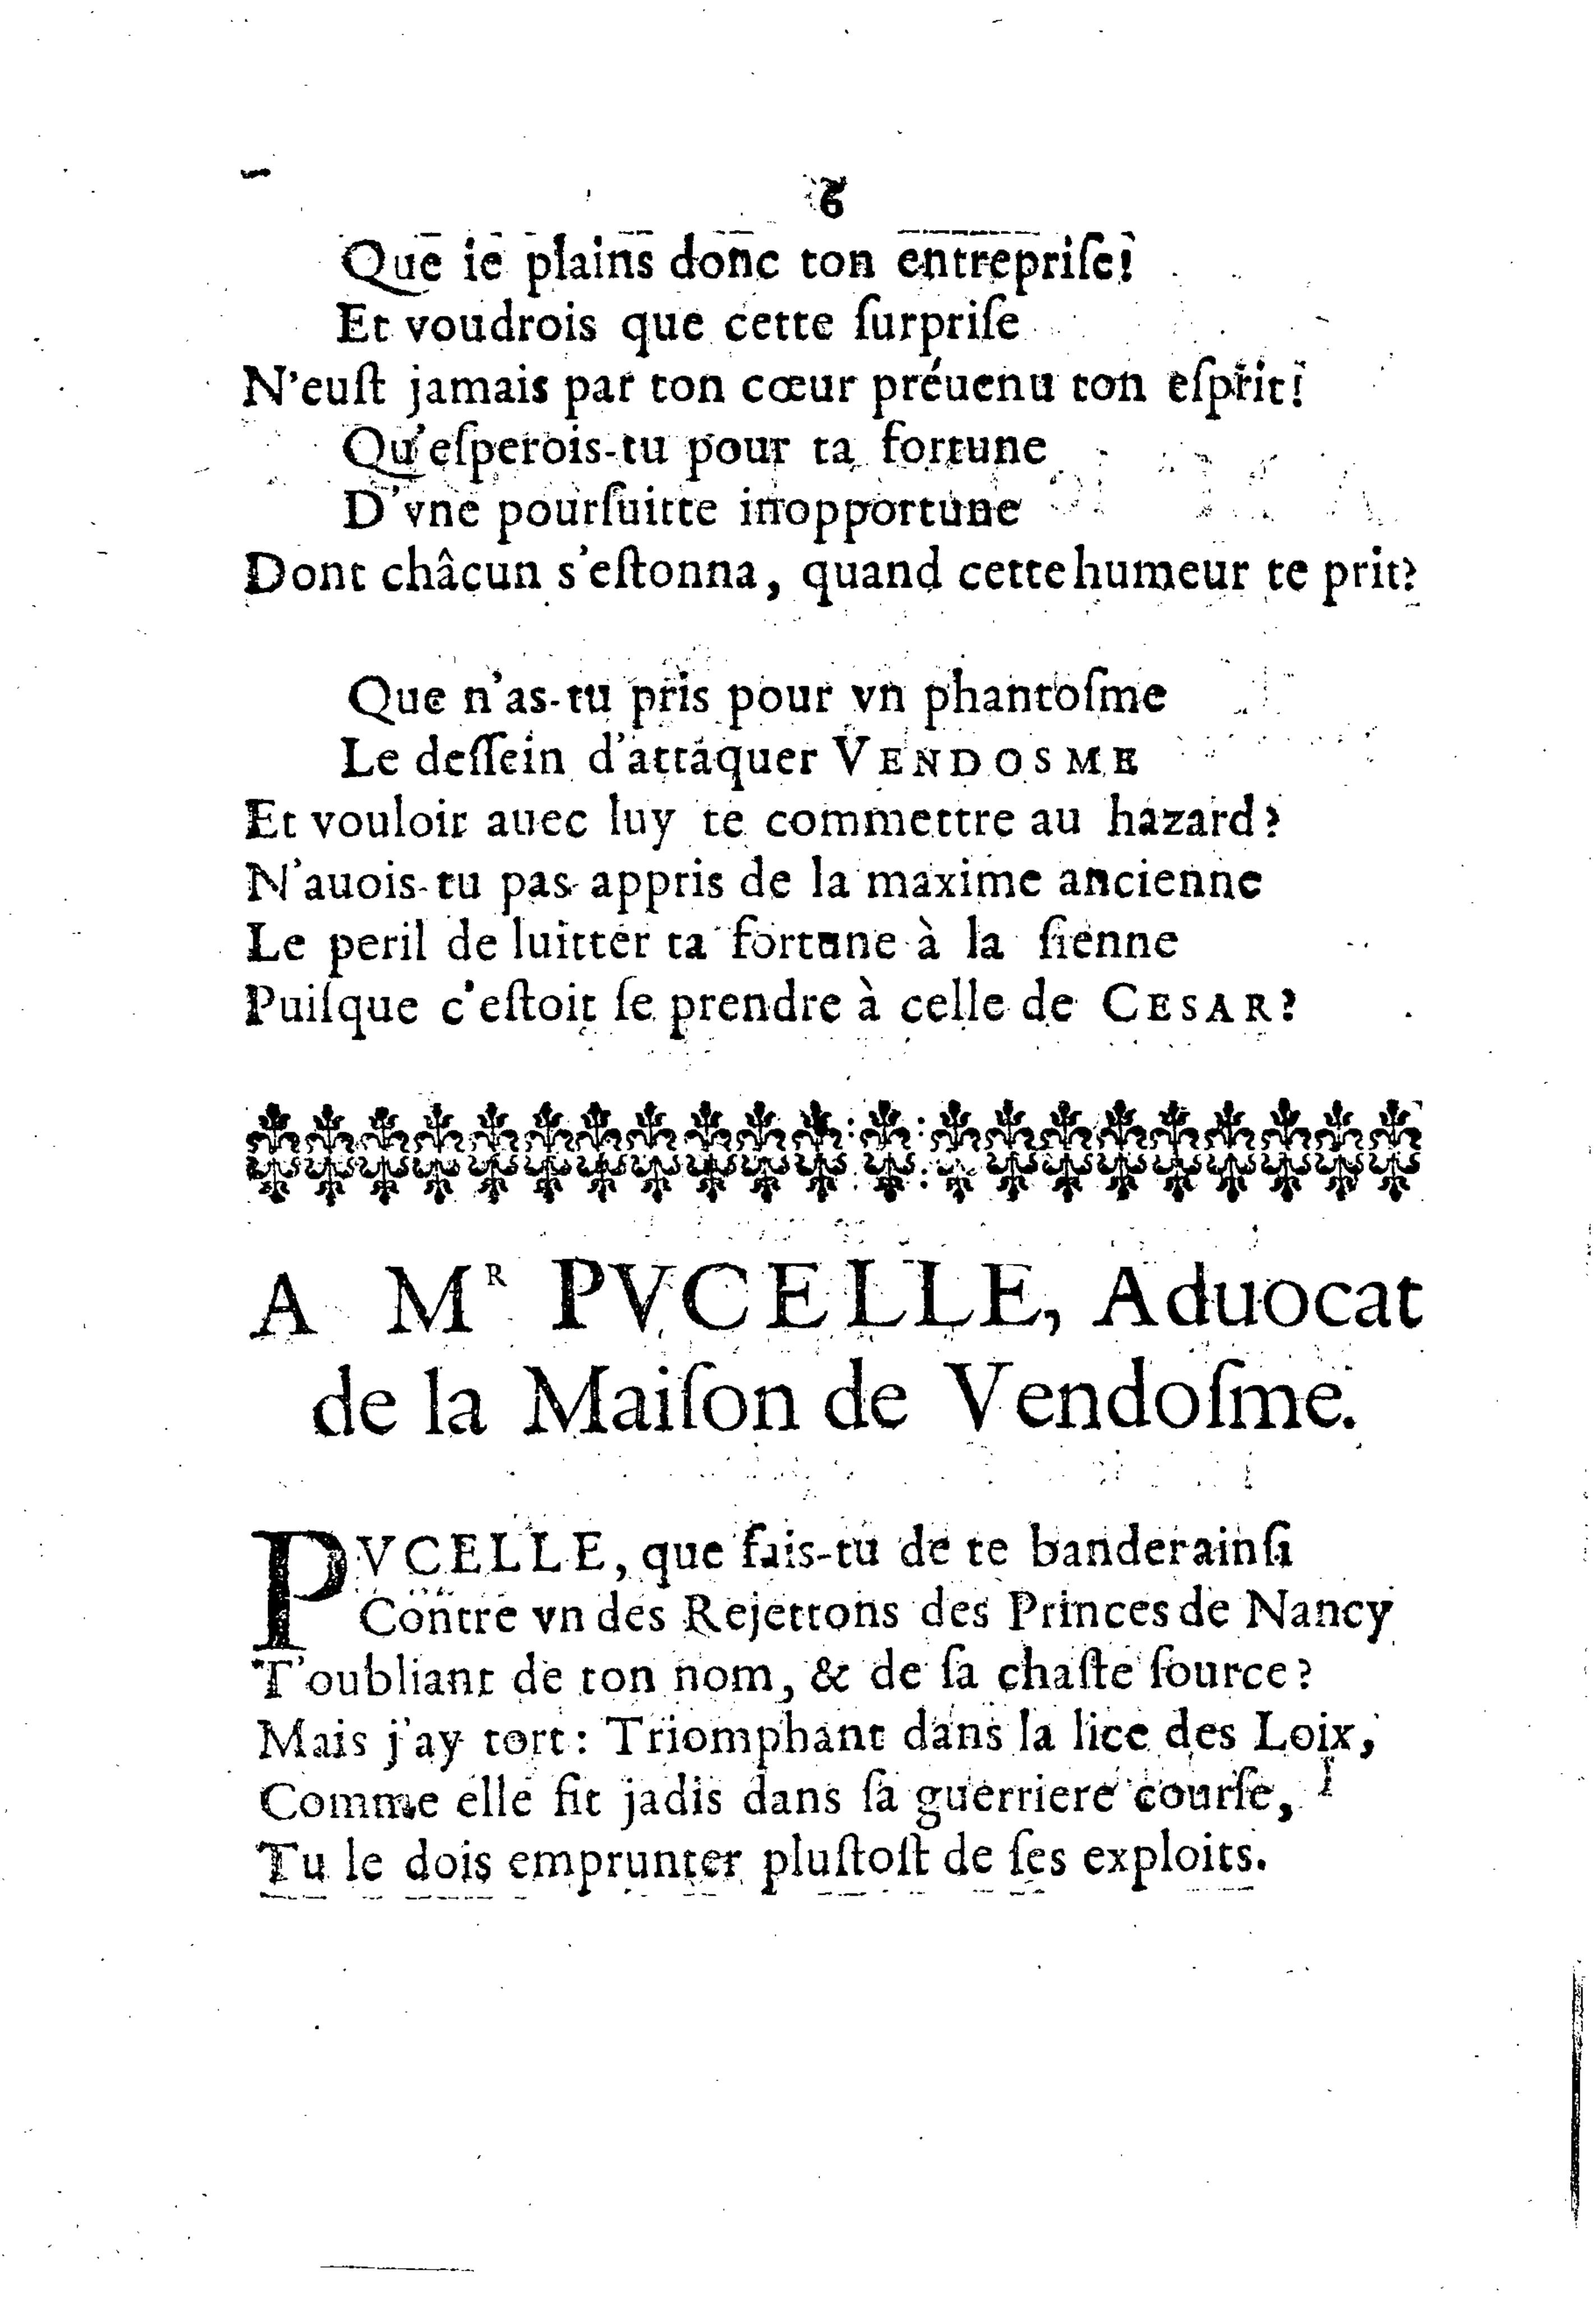 6
Que ie plains donc ton entrepriſe!
Et voudrois que cette ſurpriſe
N'euſt jamais par ton cœur préuenu ton eſprit!
Qu'eſperois-tu pour ta fortune
D'vne pourſuitte inopportune
Dont châcun s'eſtonna, quand cette humeur te prit?
Que n'as-tu pris pour vn phantoſme
Le deſſein d'attaquer VENDOSME
Et vouloir auec luy te commettre au hazard?
N'auois-tu pas appris de la maxime ancienne
Le peril de luitter ta fortune à la ſienne
Puiſque c'eſtoit ſe prendre à celle de CESAR?
A MR PVCELLE, Aduocat
de la Maiſon de Vendoſme.
PVCELLE, que fais-tu de te bander ainſi
Contre vn des Rejettons des Princes de Nancy
T'oubliant de ton nom, & de ſa chaſte ſource?
Mais j'ay tort: Triomphant dans la lice des Loix,
Comme elle fit jadis dans ſa guerriere courſe,
Tu le dois emprunter pluſtoſt de ſes exploits.